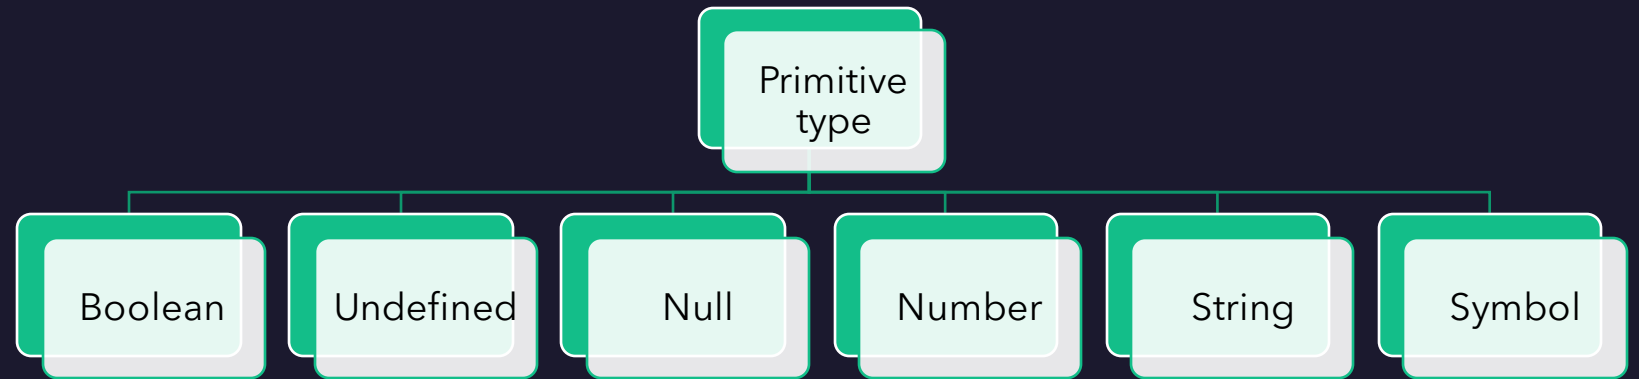 Primitive
type
Boolean
Undefined
Null
Number
String
Symbol